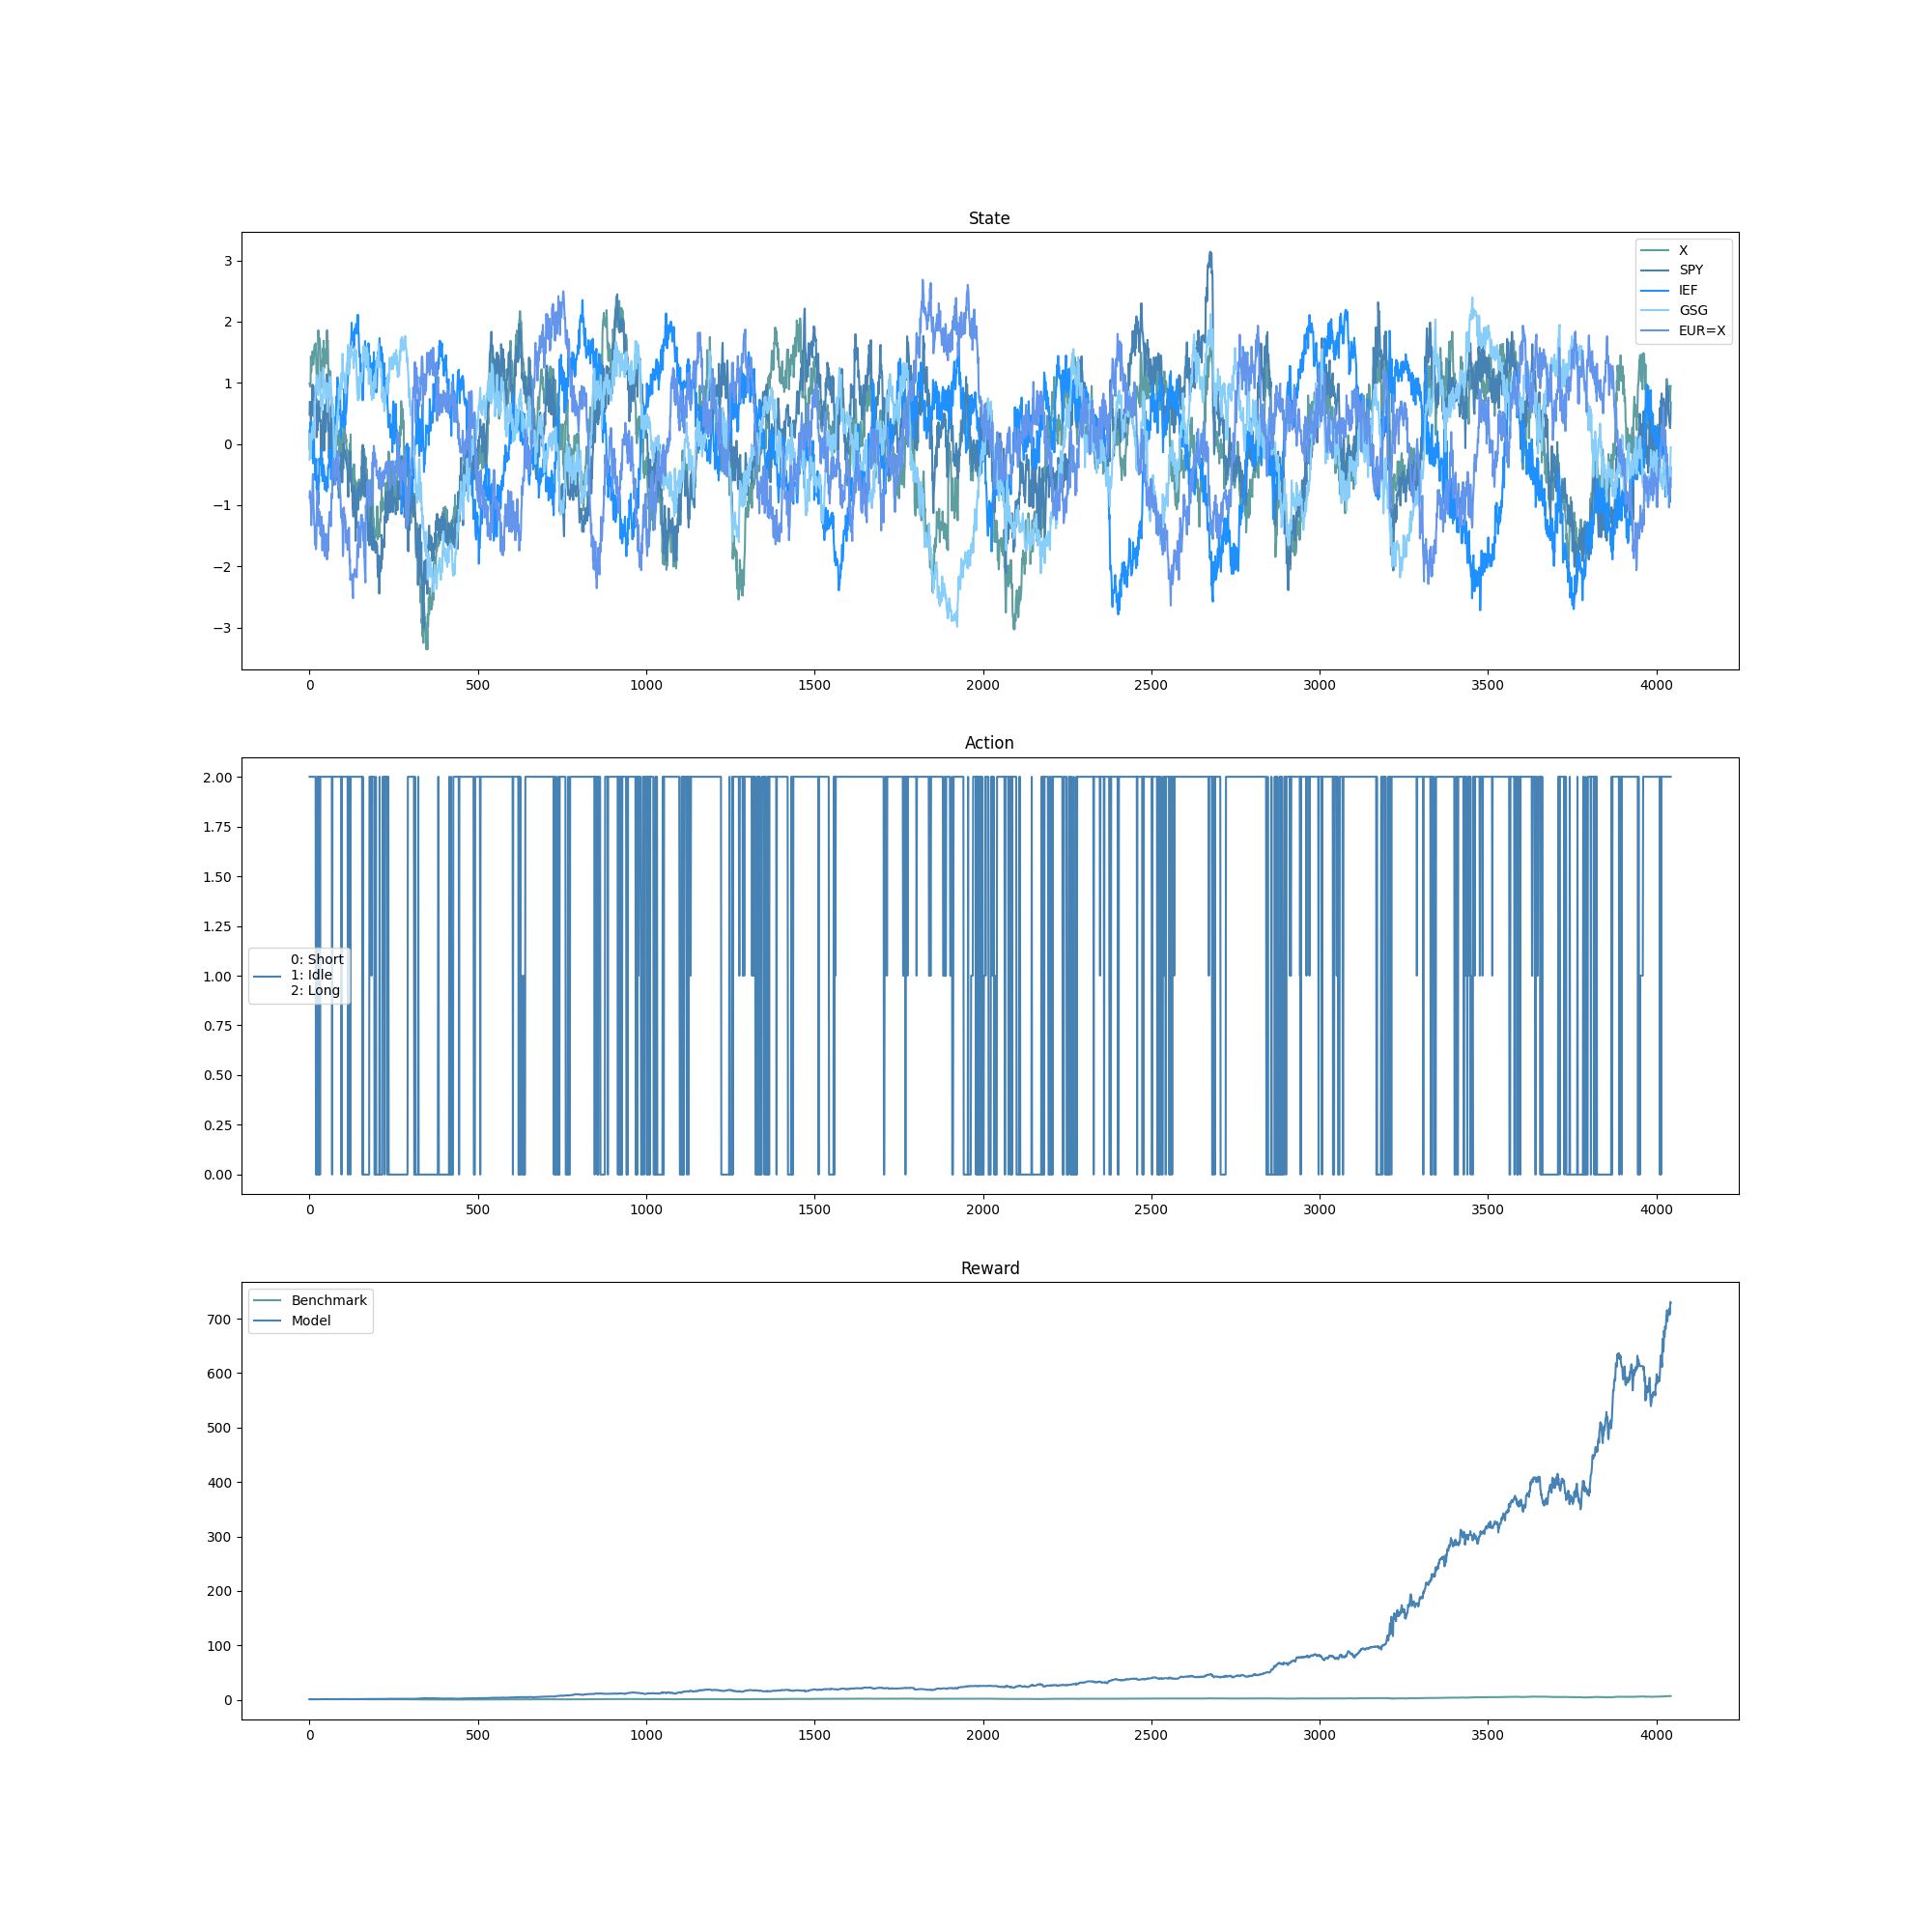 State
3
2
1
0
−1
−2
−3
X
SPY
IEF
GSG
EUR=X
0 500 1000 1500 2000 2500 3000 3500 4000
Action
2.00
1.75
1.50
1.25
1.00
0.75
0.50
0.25
0.00
0: Short
1: Idle
2: Long
0 500 1000 1500 2000 2500 3000 3500 4000
Reward
Benchmark
Model
700
600
500
400
300
200
100
0
0 500 1000 1500 2000 2500 3000 3500 4000